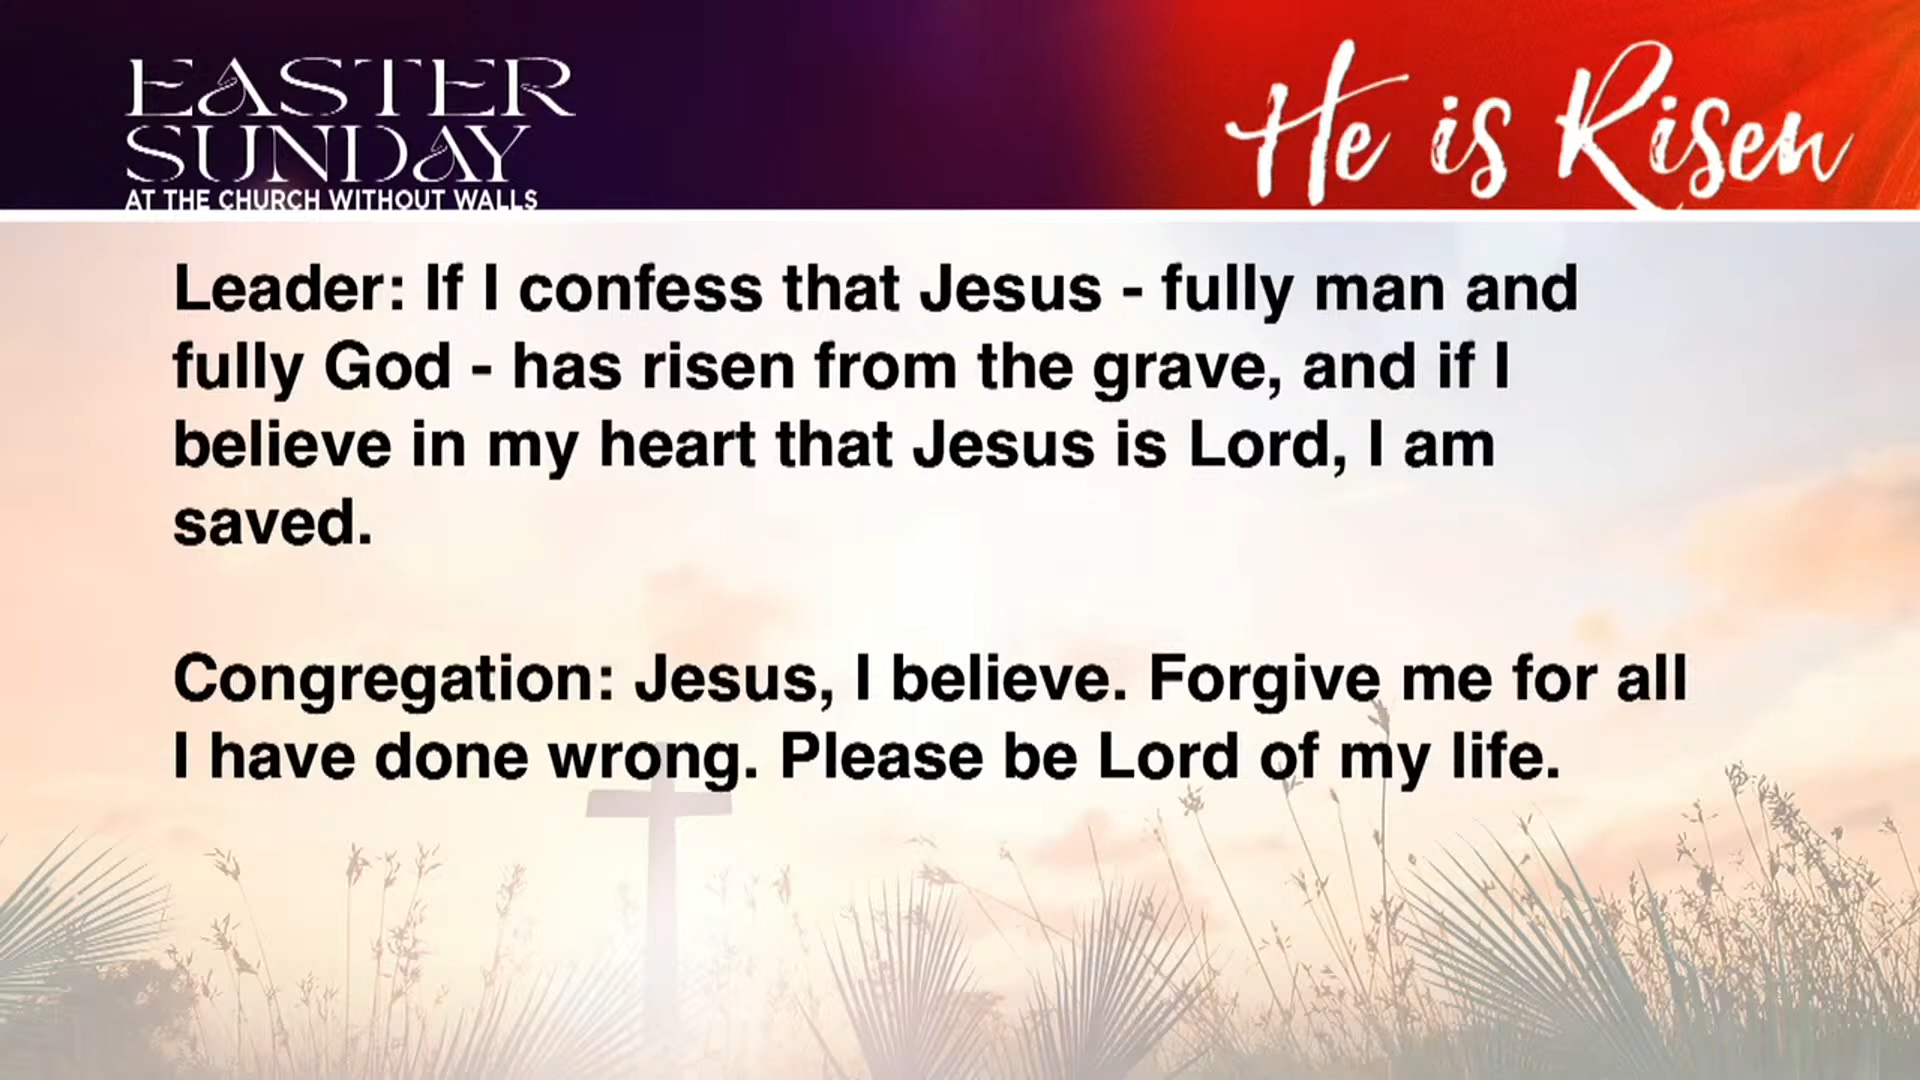 EASTER
SUNDAY
AT THE CHURCH WITHOUT WALLS
He is Risen
Leader: If I confess that Jesus - fully man and
fully God - has risen from the grave, and if I
believe in my heart that Jesus is Lord, I am
saved.
Congregation: Jesus, I believe. Forgive me for all
I have done wrong. Please be Lord of my life.